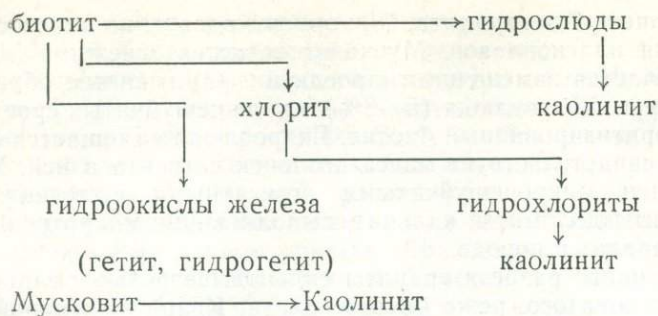 биотит гидрослюды
хлорит каолинит
гидроокислы железа гидрохлориты
(гетит, гидрогетит) каолинит
Мусковит Каолинит